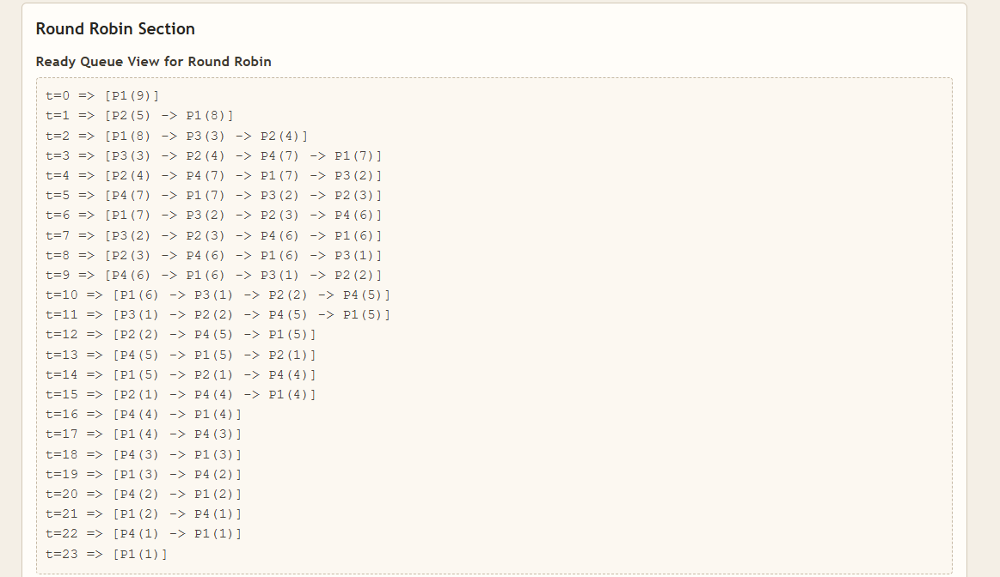 Round Robin Section
Ready Queue View for Round Robin
t=0 => [P1(9)]
t=1 => [P2(5) -> P1(8)]
t=2 => [P1(8) -> P3(3) -> P2(4)]
t=3 => [P3(3) -> P2(4) -> P4(7) -> P1(7)]
t=4 => [P2(4) -> P4(7) -> P1(7) -> P3(2)]
t=5 => [P4(7) -> P1(7) -> P3(2) -> P2(3)]
t=6 => [P1(7) -> P3(2) -> P2(3) -> P4(6)]
t=7 => [P3(2) -> P2(3) -> P4(6) -> P1(6)]
t=8 => [P2(3) -> P4(6) -> P1(6) -> P3(1)]
t=9 => [P4(6) -> P1(6) -> P3(1) -> P2(2)]
t=10 => [P1(6) -> P3(1) -> P2(2) -> P4(5)]
t=11 => [P3(1) -> P2(2) -> P4(5) -> P1(5)]
t=12 => [P2(2) -> P4(5) -> P1(5)]
t=13 => [P4(5) -> P1(5) -> P2(1)]
t=14 => [P1(5) -> P2(1) -> P4(4)]
t=15 => [P2(1) -> P4(4) -> P1(4)]
t=16 => [P4(4) -> P1(4)]
t=17 => [P1(4) -> P4(3)]
t=18 => [P4(3) -> P1(3)]
t=19 => [P1(3) -> P4(2)]
t=20 => [P4(2) -> P1(2)]
t=21 => [P1(2) -> P4(1)]
t=22 => [P4(1) -> P1(1)]
t=23 => [P1(1)]